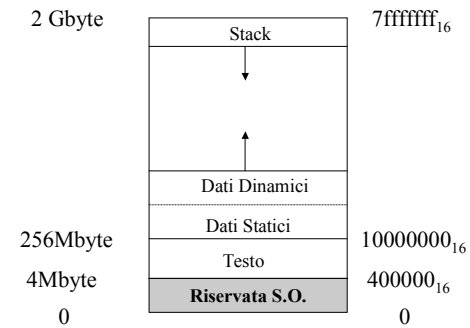 2 Gbyte
Stack
7fffffff16
Dati Dinamici
Dati Statici
256Mbyte
1000000016
Testo
4Mbyte
40000016
Riservata S.O.
0
0